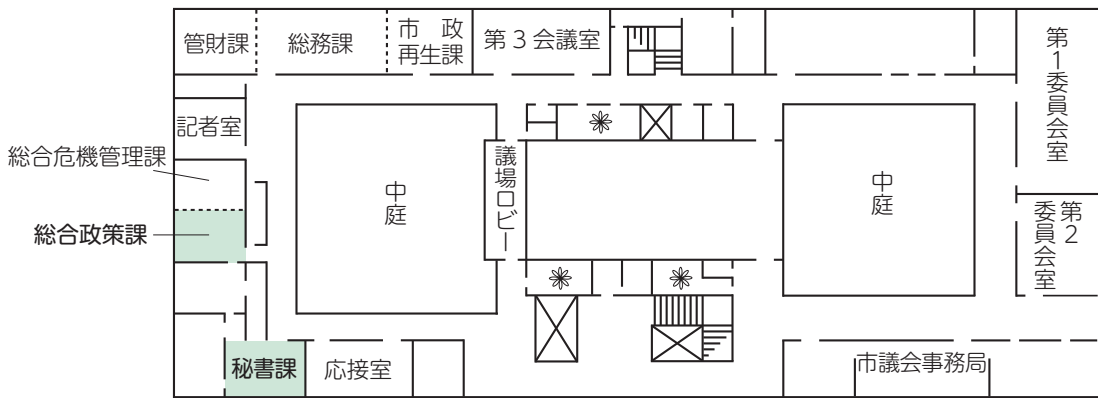 管財課
総務課
市政
再生課
第3会議室
第1委員会室
記者室
総合危機管理課
総合政策課
中庭
議場ロビー
中庭
第2
委員会室
秘書課
応接室
市議会事務局